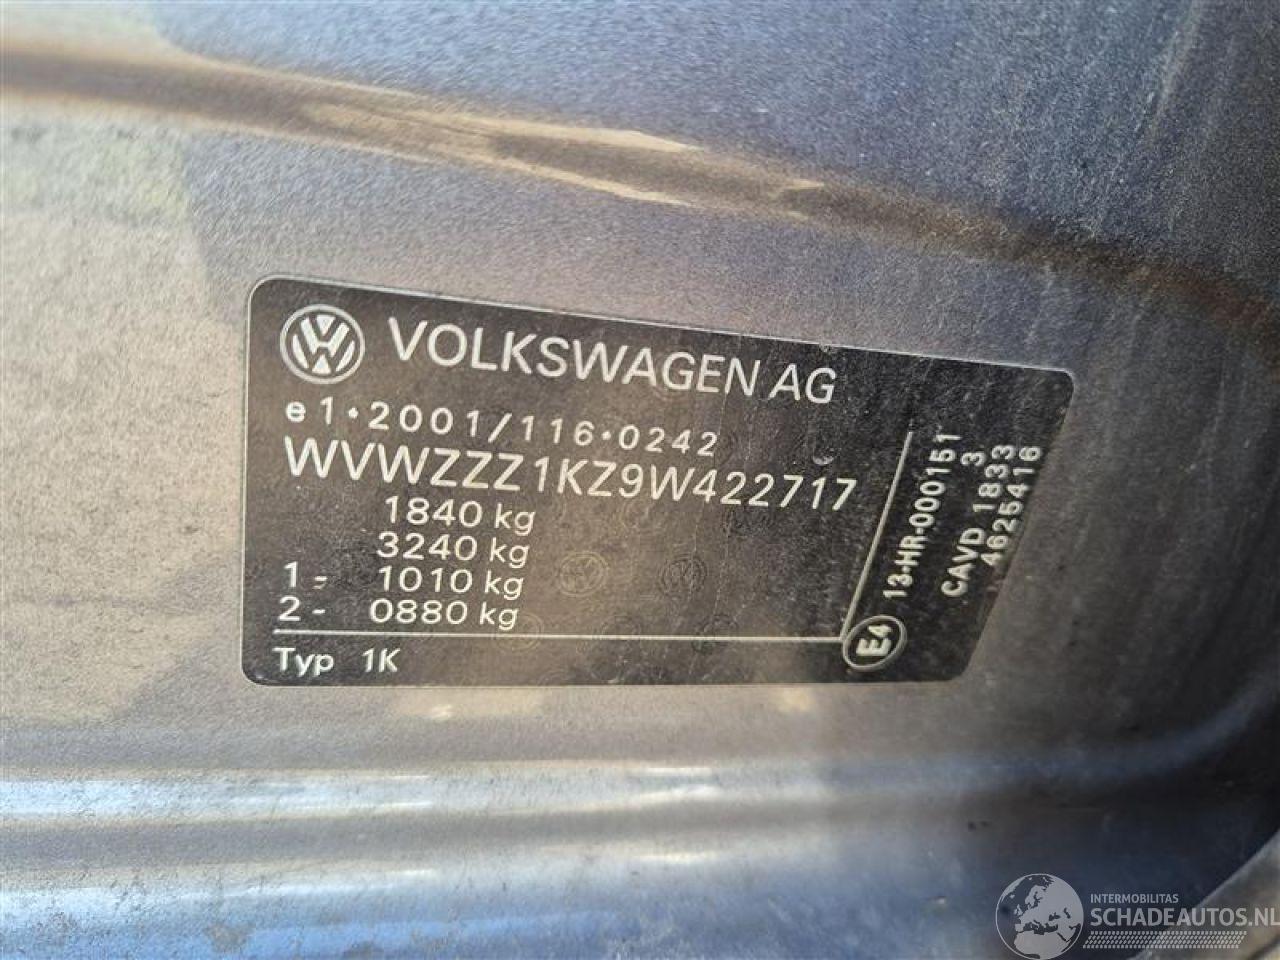 VOLKSWAGEN AG
e1*2001/116*0242
WVWZZZ1KZ9W422717
1840 kg
3240 kg
1- 1010 kg
2- 0880 kg
Typ 1K
E4 13-HR-000151
3
CAVD 1833
4625416
INTERMOBILITAS
SCHADEAUTOS.NL